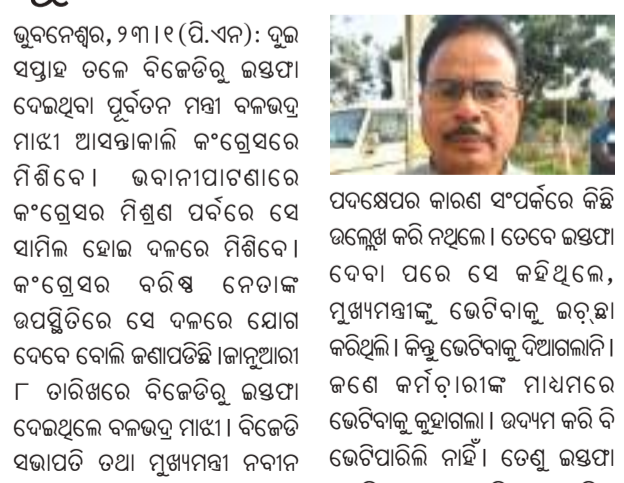 ଭୁବନେଶ୍ୱର, ୨୩।୧ (ପି.ଏନ): ଦୁଇ
ସପ୍ତାହ ତଳେ ବିଜେଡିରୁ ଇସ୍ତଫା
ଦେଇଥିବା ପୂର୍ବତନ ମନ୍ତ୍ରୀ ବଳଭଦ୍ର
ମାଝୀ ଆସନ୍ତାକାଲି କଂଗ୍ରେସରେ
ମିଶିବେ। ଭବାନୀପାଟଣାରେ
କଂଗ୍ରେସର ମିଶ୍ରଣ ପର୍ବରେ ସେ
ସାମିଲ ହୋଇ ଦଳରେ ମିଶିବେ।
କଂଗ୍ରେସର ବରିଷ୍ଠ ନେତାଙ୍କ
ଉପସ୍ଥିତିରେ ସେ ଦଳରେ ଯୋଗ
ଦେବେ ବୋଲି ଜଣାପଡିଛି।ଜାନୁଆରୀ
୮ ତାରିଖରେ ବିଜେଡିରୁ ଇସ୍ତଫା
ଦେଇଥିଲେ ବଳଭଦ୍ର ମାଝୀ। ବିଜେଡି
ସଭାପତି ତଥା ମୁଖ୍ୟମନ୍ତ୍ରୀ ନବୀନ
ପଦକ୍ଷେପର କାରଣ ସଂପର୍କରେ କିଛି
ଉଲ୍ଲେଖ କରି ନଥିଲେ। ତେବେ ଇସ୍ତଫା
ଦେବା ପରେ ସେ କହିଥିଲେ,
ମୁଖ୍ୟମନ୍ତ୍ରୀଙ୍କୁ ଭେଟିବାକୁ ଇଚ୍ଛା
କରିଥିଲି। କିନ୍ତୁ ଭେଟିବାକୁ ଦିଆଗଲାନି।
ଜଣେ କର୍ମଚାରୀଙ୍କ ମାଧ୍ୟମରେ
ଭେଟିବାକୁ କୁହାଗଲା। ଉଦ୍ୟମ କରି ବି
ଭେଟିପାରିଲି ନାହିଁ। ତେଣୁ ଇସ୍ତଫା